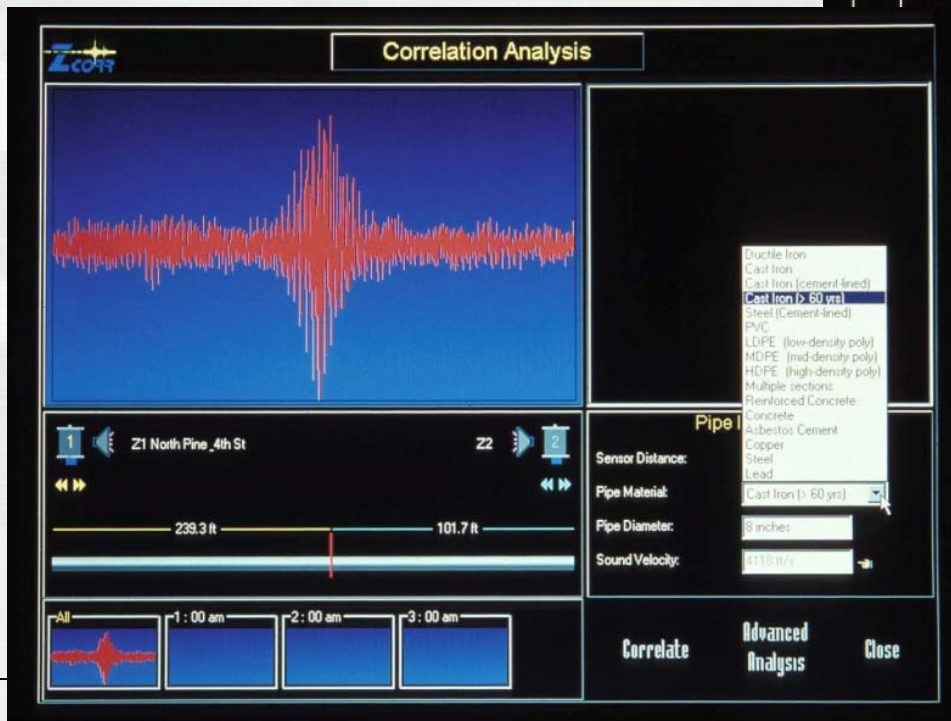 Zcorr
Correlation Analysis
Ductile Iron
Cast Iron
Cast Iron (cement-lined)
Cast Iron (> 60 yrs)
Steel (Cement-lined)
PVC
LDPE (low-density poly)
MDPE (mid-density poly)
HDPE (high-density poly)
Multiple sections
Reinforced Concrete
Concrete
Asbestos Cement
Copper
Steel
Lead
1 Z1 North Pine_4th St Z2 2
239.3 ft 101.7 ft
Pipe
Sensor Distance:
Pipe Material: Cast Iron (> 60 yrs)
Pipe Diameter: 8 inches
Sound Velocity: 4118 ft/s
All 1 : 00 am 2 : 00 am 3 : 00 am
Correlate Advanced Analysis Close